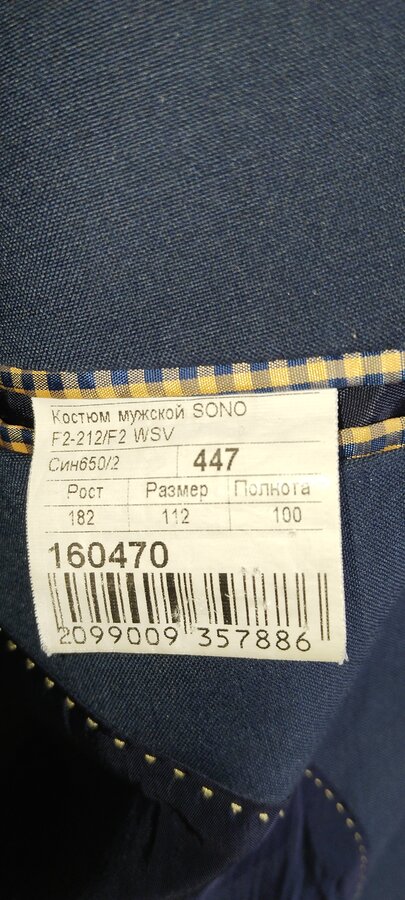 Костюм мужской SONO
F2-212/F2 WSV
Син650/2 447
Рост Размер Полнота
182 112 100
160470
2099009 357886